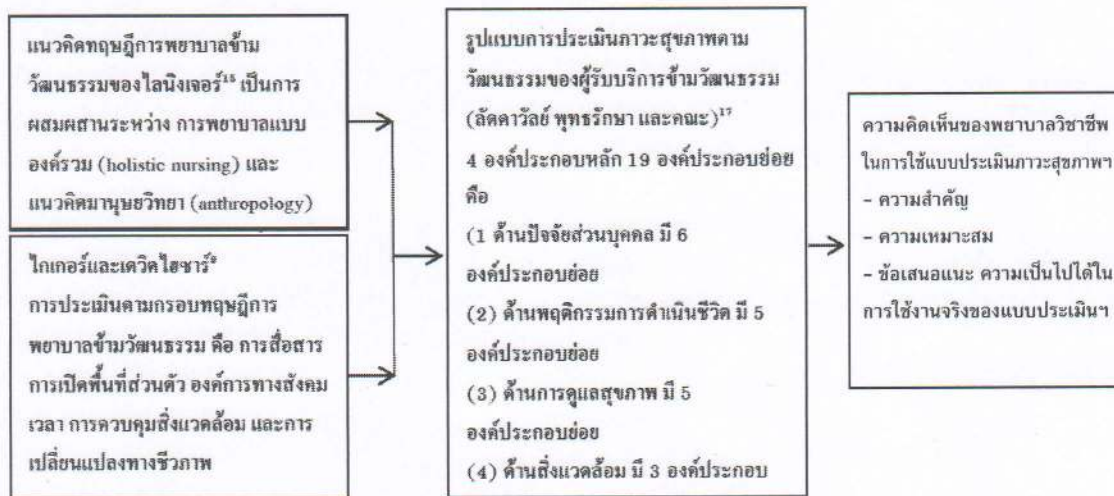 แนวคิดทฤษฎีการพยาบาลข้าม
วัฒนธรรมของไลนิงเจอร์¹⁵ เป็นการ
ผสมผสานระหว่าง การพยาบาลแบบ
องค์รวม (holistic nursing) และ
แนวคิดมานุษยวิทยา (anthropology)
ไกเกอร์และเดวิดไฮซาร์⁹
การประเมินตามกรอบทฤษฎีการ
พยาบาลข้ามวัฒนธรรม คือ การสื่อสาร
การเปิดพื้นที่ส่วนตัว องค์การทางสังคม
เวลา การควบคุมสิ่งแวดล้อม และการ
เปลี่ยนแปลงทางชีวภาพ
รูปแบบการประเมินภาวะสุขภาพตาม
วัฒนธรรมของผู้รับบริการข้ามวัฒนธรรม
(ลัดดาวัลย์ พุทธรักษา และคณะ)¹⁷
4 องค์ประกอบหลัก 19 องค์ประกอบย่อย
คือ
(1 ด้านปัจจัยส่วนบุคคล มี 6
องค์ประกอบย่อย
(2) ด้านพฤติกรรมการดำเนินชีวิต มี 5
องค์ประกอบย่อย
(3) ด้านการดูแลสุขภาพ มี 5
องค์ประกอบย่อย
(4) ด้านสิ่งแวดล้อม มี 3 องค์ประกอบ
ความคิดเห็นของพยาบาลวิชาชีพ
ในการใช้แบบประเมินภาวะสุขภาพฯ
- ความสำคัญ
- ความเหมาะสม
- ข้อเสนอแนะ ความเป็นไปได้ใน
การใช้งานจริงของแบบประเมินฯ